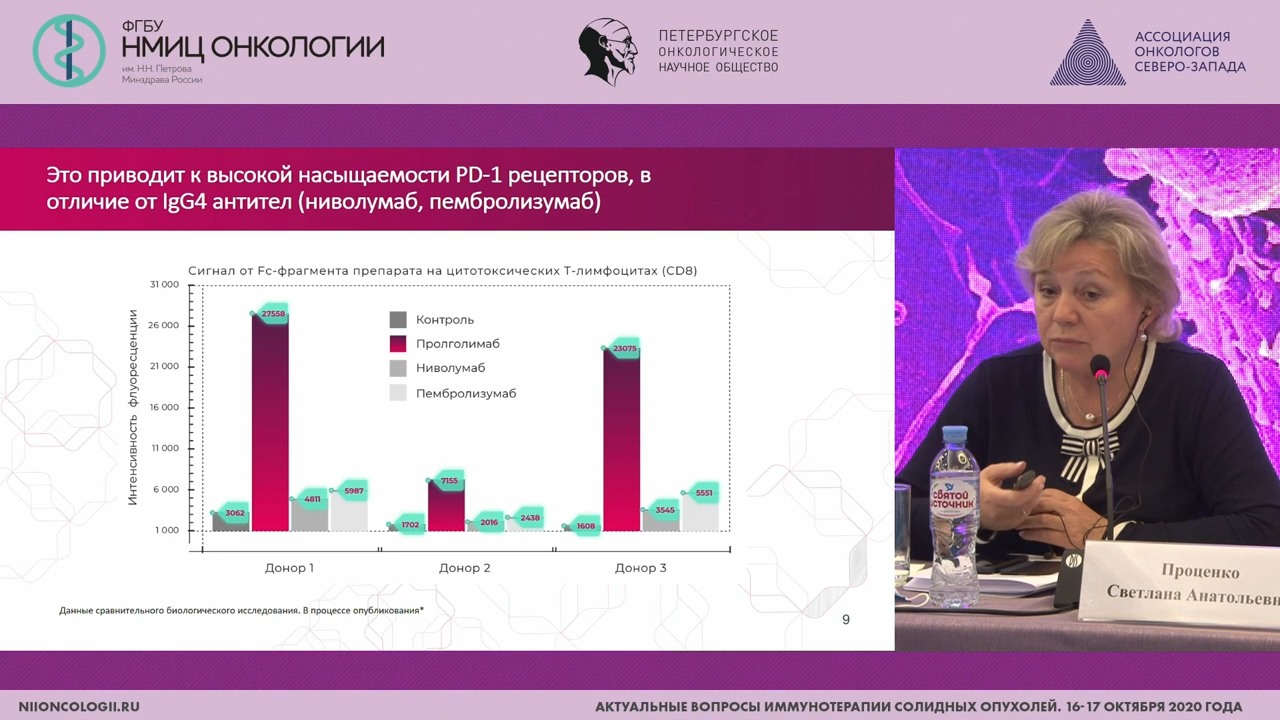 ФГБУ
НМИЦ ОНКОЛОГИИ
им. Н.Н. Петрова
Минздрава России
ПЕТЕРБУРГСКОЕ
ОНКОЛОГИЧЕСКОЕ
НАУЧНОЕ ОБЩЕСТВО
АССОЦИАЦИЯ
ОНКОЛОГОВ
СЕВЕРО-ЗАПАДА
Это приводит к высокой насыщаемости PD-1 рецепторов, в
отличие от IgG4 антител (ниволумаб, пембролизумаб)
Сигнал от Fc-фрагмента препарата на цитотоксических Т-лимфоцитах (CD8)
Интенсивность флуоресценции
31 000
26 000
21 000
16 000
11 000
6 000
1 000
Контроль
Пролголимаб
Ниволумаб
Пембролизумаб
3062
27558
4811
5987
1702
7155
2016
2438
1608
23075
3545
5551
Донор 1
Донор 2
Донор 3
Данные сравнительного биологического исследования. В процессе опубликования*
9
СВЯТОЙ
ИСТОЧНИК
Проценко
Светлана Анатольевн
NIIONCOLOGII.RU
АКТУАЛЬНЫЕ ВОПРОСЫ ИММУНОТЕРАПИИ СОЛИДНЫХ ОПУХОЛЕЙ. 16-17 ОКТЯБРЯ 2020 ГОДА